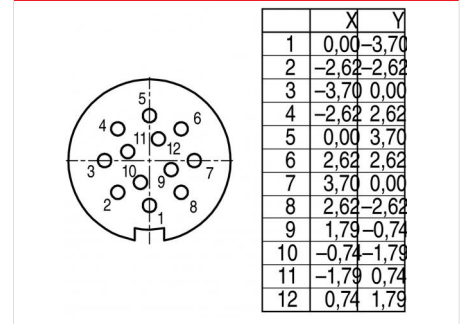 X Y
1 0,00 –3,70
2 –2,62 –2,62
3 –3,70 0,00
4 –2,62 2,62
5 0,00 3,70
6 2,62 2,62
7 3,70 0,00
8 2,62 –2,62
9 1,79 –0,74
10 –0,74 –1,79
11 –1,79 0,74
12 0,74 1,79
5
4 6
11 12
3 10 9 7
2 8
1